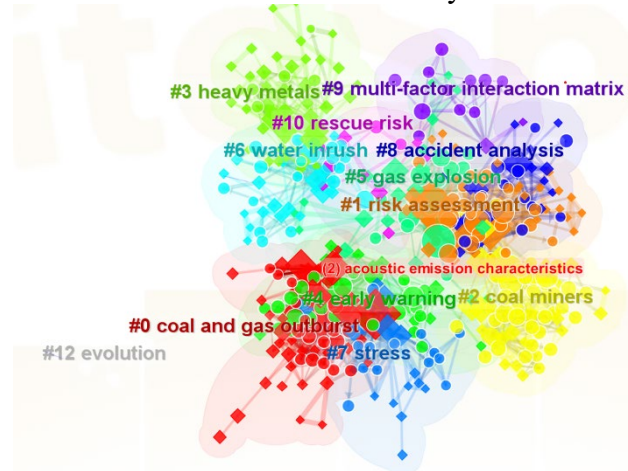 #3 heavy metals
#9 multi-factor interaction matrix
#10 rescue risk
#6 water inrush
#8 accident analysis
#5 gas explosion
#1 risk assessment
(2) acoustic emission characteristics
#4 early warning
#2 coal miners
#0 coal and gas outburst
#12 evolution
#7 stress